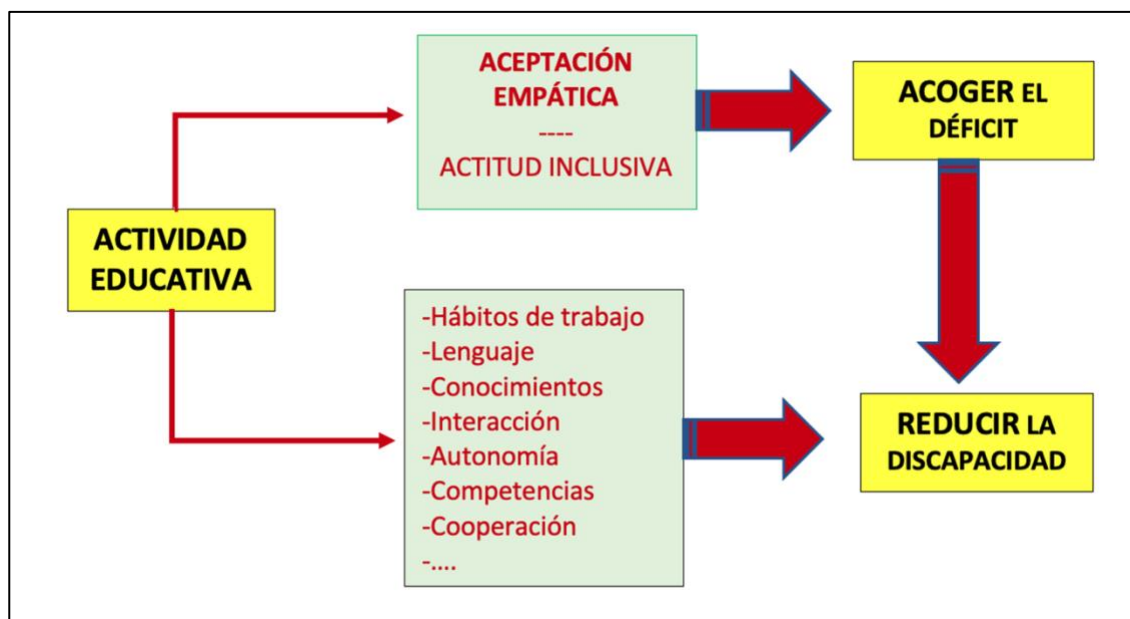 ACEPTACIÓN
EMPÁTICA
----
ACTITUD INCLUSIVA
ACOGER EL
DÉFICIT
ACTIVIDAD
EDUCATIVA
-Hábitos de trabajo
-Lenguaje
-Conocimientos
-Interacción
-Autonomía
-Competencias
-Cooperación
-....
REDUCIR LA
DISCAPACIDAD